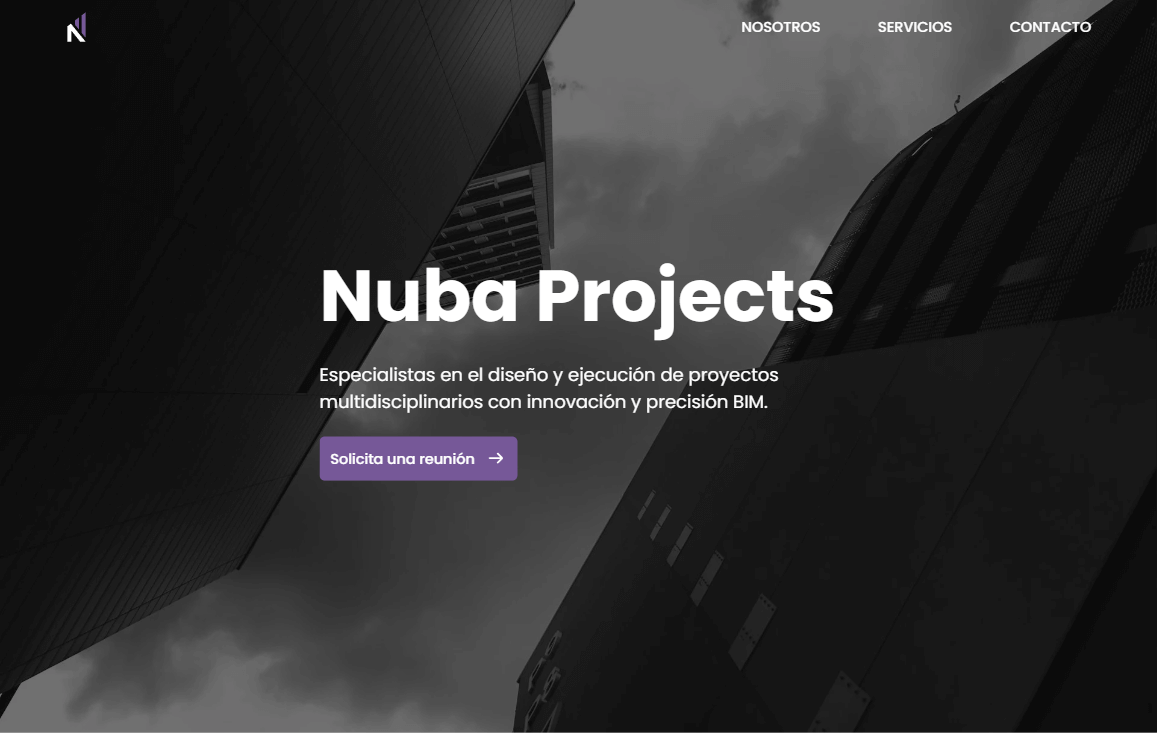 NOSOTROS SERVICIOS CONTACTO
Nuba Projects
Especialistas en el diseño y ejecución de proyectos
multidisciplinarios con innovación y precisión BIM.
Solicita una reunión →